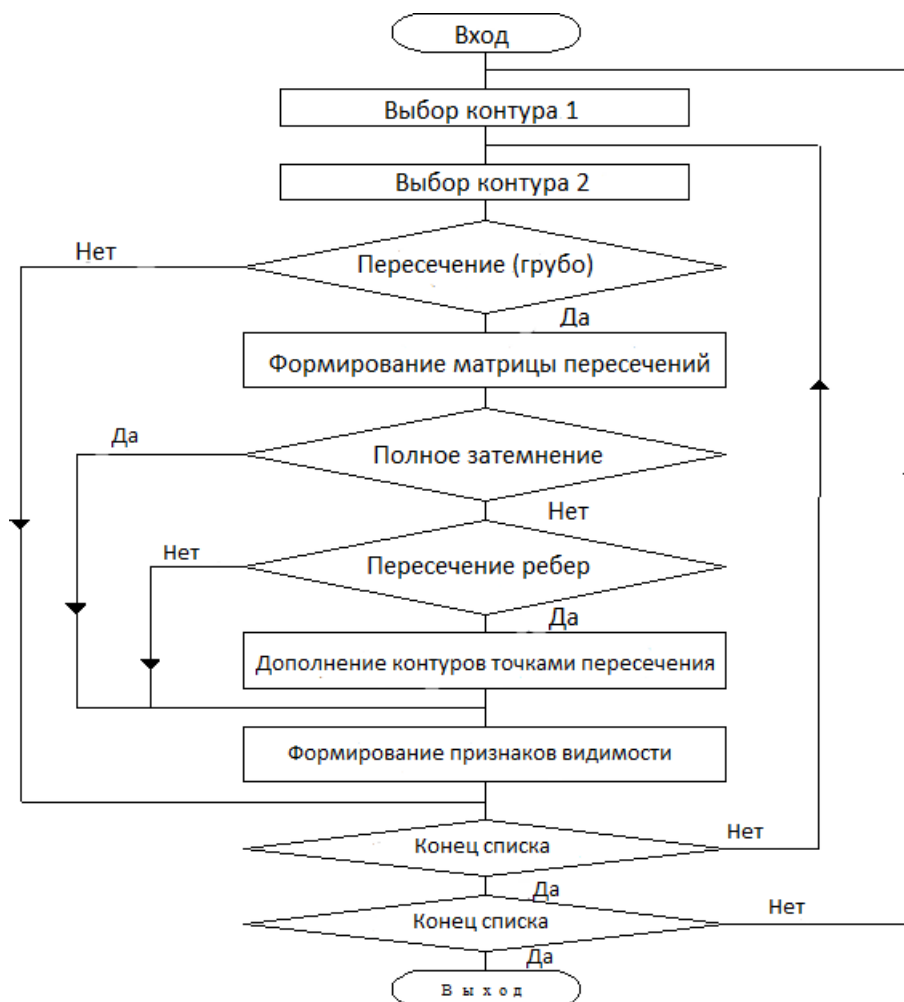 Вход
Выбор контура 1
Выбор контура 2
Нет
Пересечение (грубо)
Да
Формирование матрицы пересечений
Да
Полное затемнение
Нет
Нет
Пересечение ребер
Да
Дополнение контуров точками пересечения
Формирование признаков видимости
Конец списка
Нет
Да
Конец списка
Нет
Да
Выход